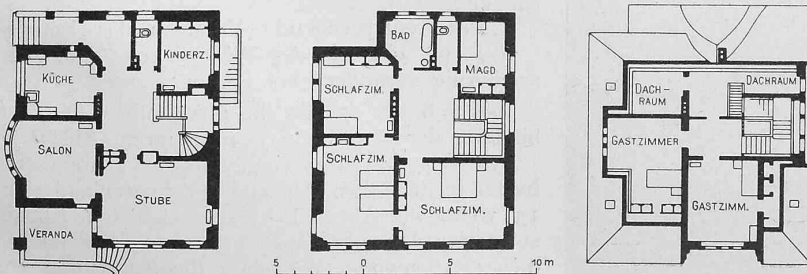 KINDERZ.
KÜCHE
SALON
STUBE
VERANDA
BAD
MAGD
SCHLAFZIM.
SCHLAFZIM.
SCHLAFZIM.
DACHRAUM
DACH-
RAUM
GASTZIMMER
GASTZIMM.
5 0 5 10 m